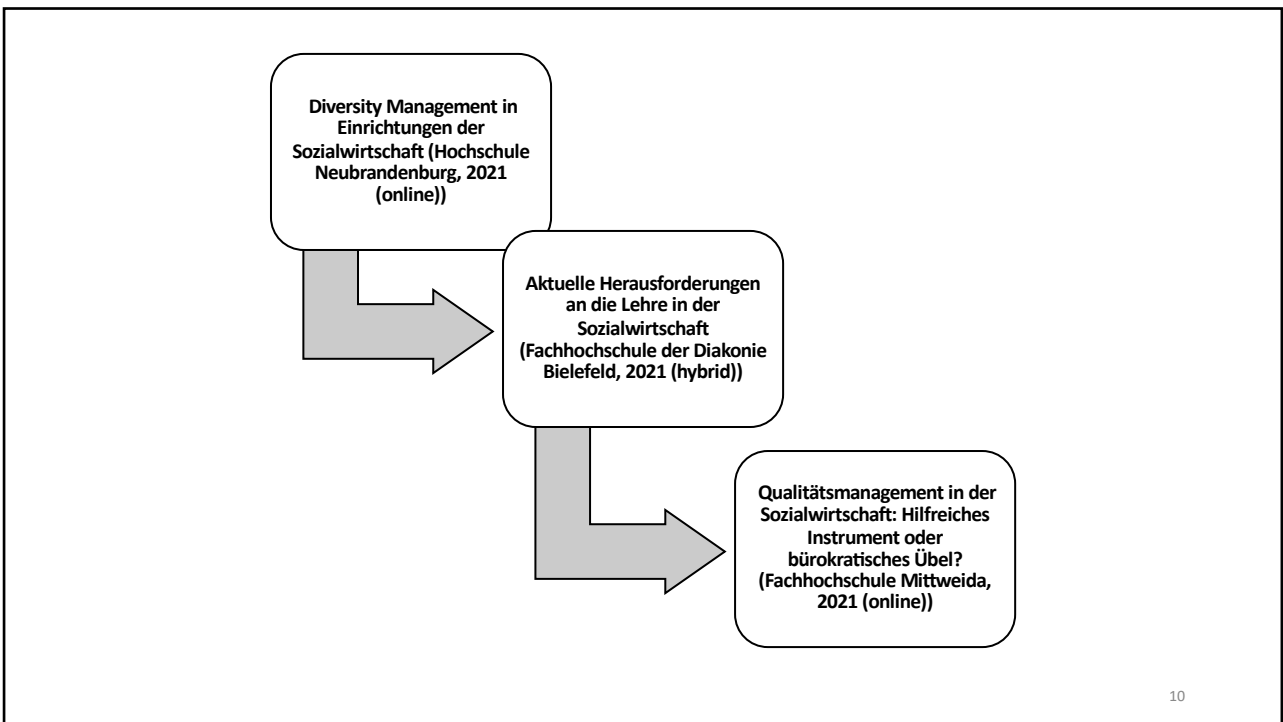 Diversity Management in
Einrichtungen der
Sozialwirtschaft (Hochschule
Neubrandenburg, 2021
(online))
Aktuelle Herausforderungen
an die Lehre in der
Sozialwirtschaft
(Fachhochschule der Diakonie
Bielefeld, 2021 (hybrid))
Qualitätsmanagement in der
Sozialwirtschaft: Hilfreiches
Instrument oder
bürokratisches Übel?
(Fachhochschule Mittweida,
2021 (online))
10